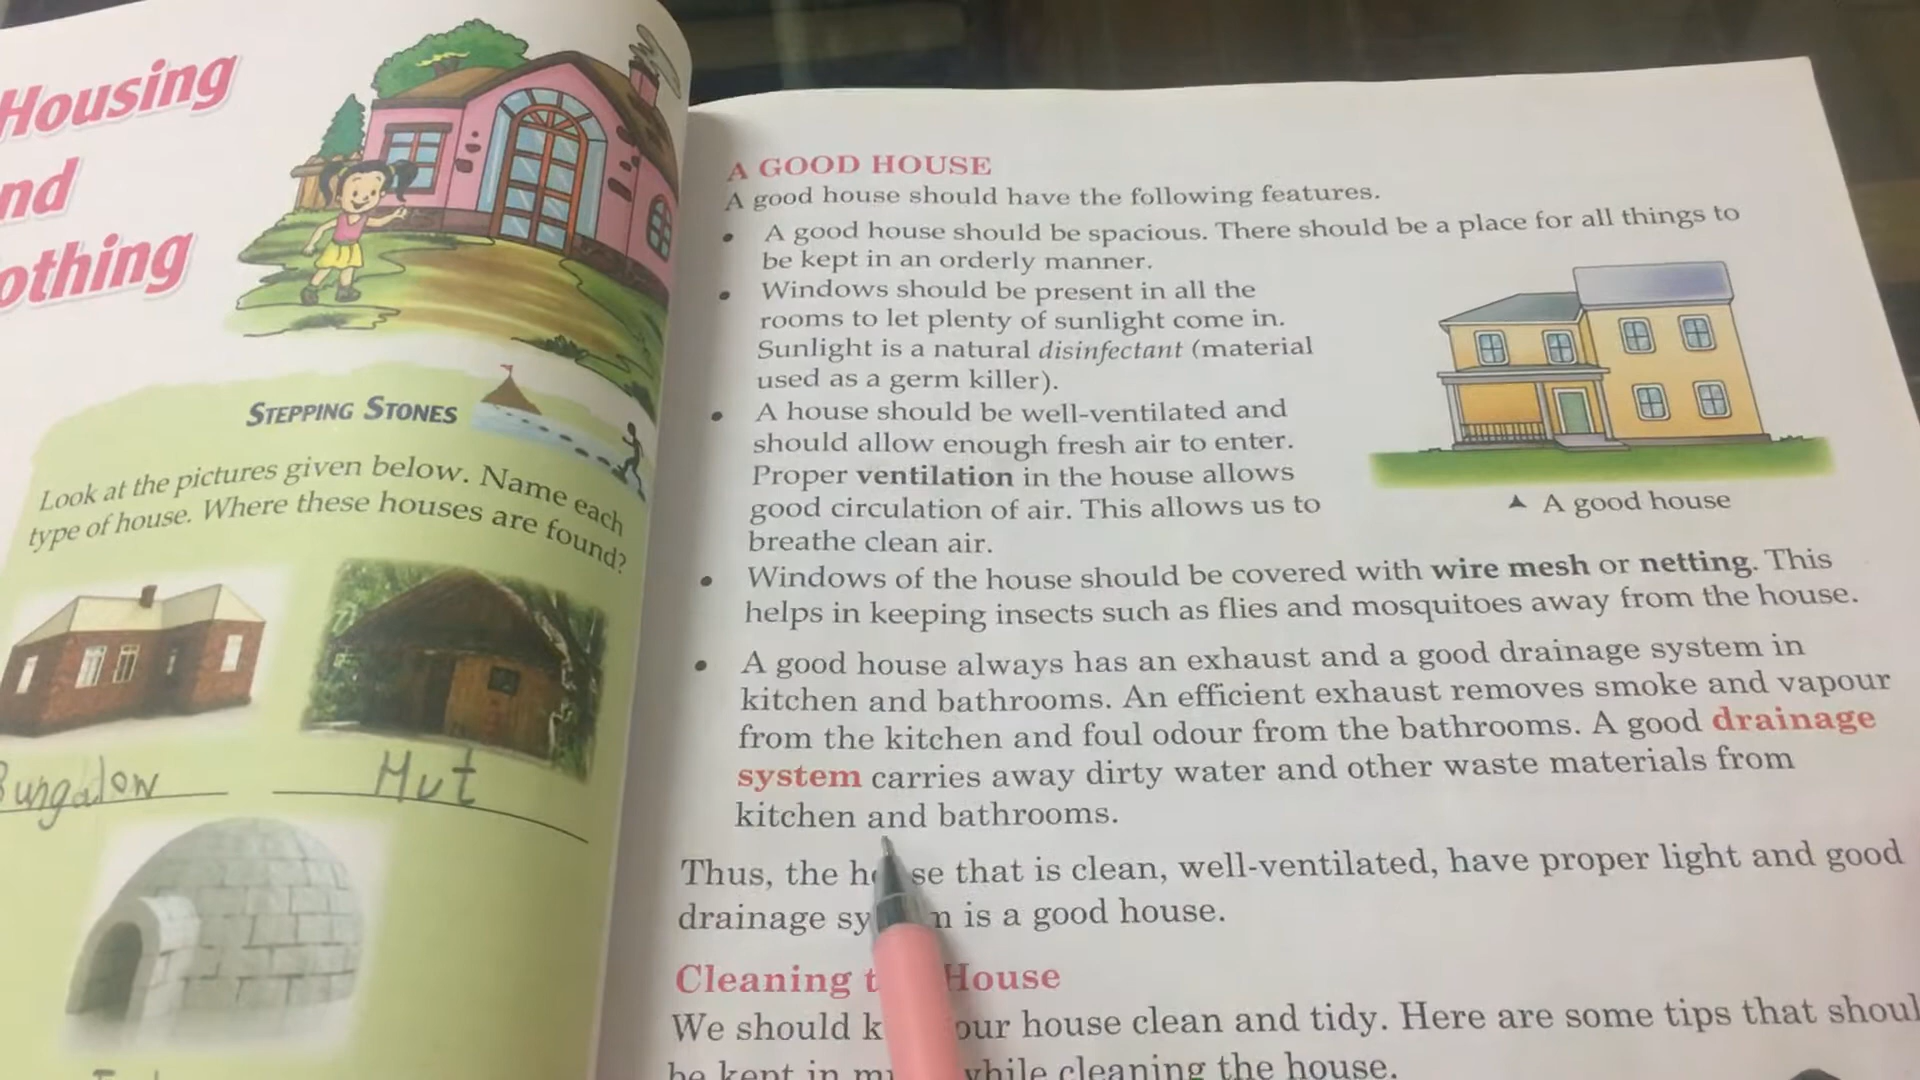 Housing
nd
othing
STEPPING STONES
Look at the pictures given below. Name each
type of house. Where these houses are found?
Bungalow
Hut
A GOOD HOUSE
A good house should have the following features.
• A good house should be spacious. There should be a place for all things to
be kept in an orderly manner.
• Windows should be present in all the
rooms to let plenty of sunlight come in.
Sunlight is a natural disinfectant (material
used as a germ killer).
• A house should be well-ventilated and
should allow enough fresh air to enter.
Proper ventilation in the house allows
good circulation of air. This allows us to
breathe clean air.
A good house
• Windows of the house should be covered with wire mesh or netting. This
helps in keeping insects such as flies and mosquitoes away from the house.
• A good house always has an exhaust and a good drainage system in
kitchen and bathrooms. An efficient exhaust removes smoke and vapour
from the kitchen and foul odour from the bathrooms. A good drainage
system carries away dirty water and other waste materials from
kitchen and bathrooms.
Thus, the h se that is clean, well-ventilated, have proper light and good
drainage sy m is a good house.
Cleaning t House
We should k our house clean and tidy. Here are some tips that shoul
be kept in m while cleaning the house.